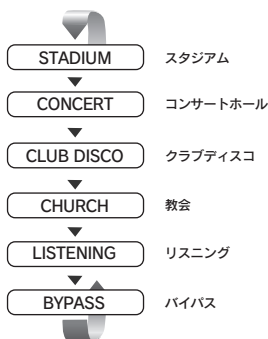 STADIUM スタジアム
CONCERT コンサートホール
CLUB DISCO クラブディスコ
CHURCH 教会
LISTENING リスニング
BYPASS バイパス